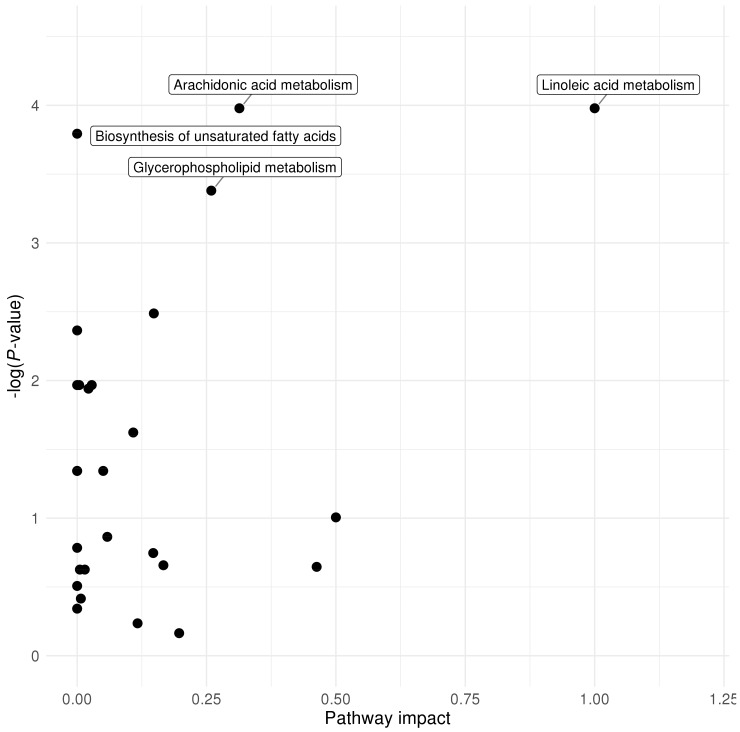 Arachidonic acid metabolism
Linoleic acid metabolism
4
Biosynthesis of unsaturated fatty acids
Glycerophospholipid metabolism
3
-log(P-value)
2
1
0
0.00 0.25 0.50 0.75 1.00 1.25
Pathway impact